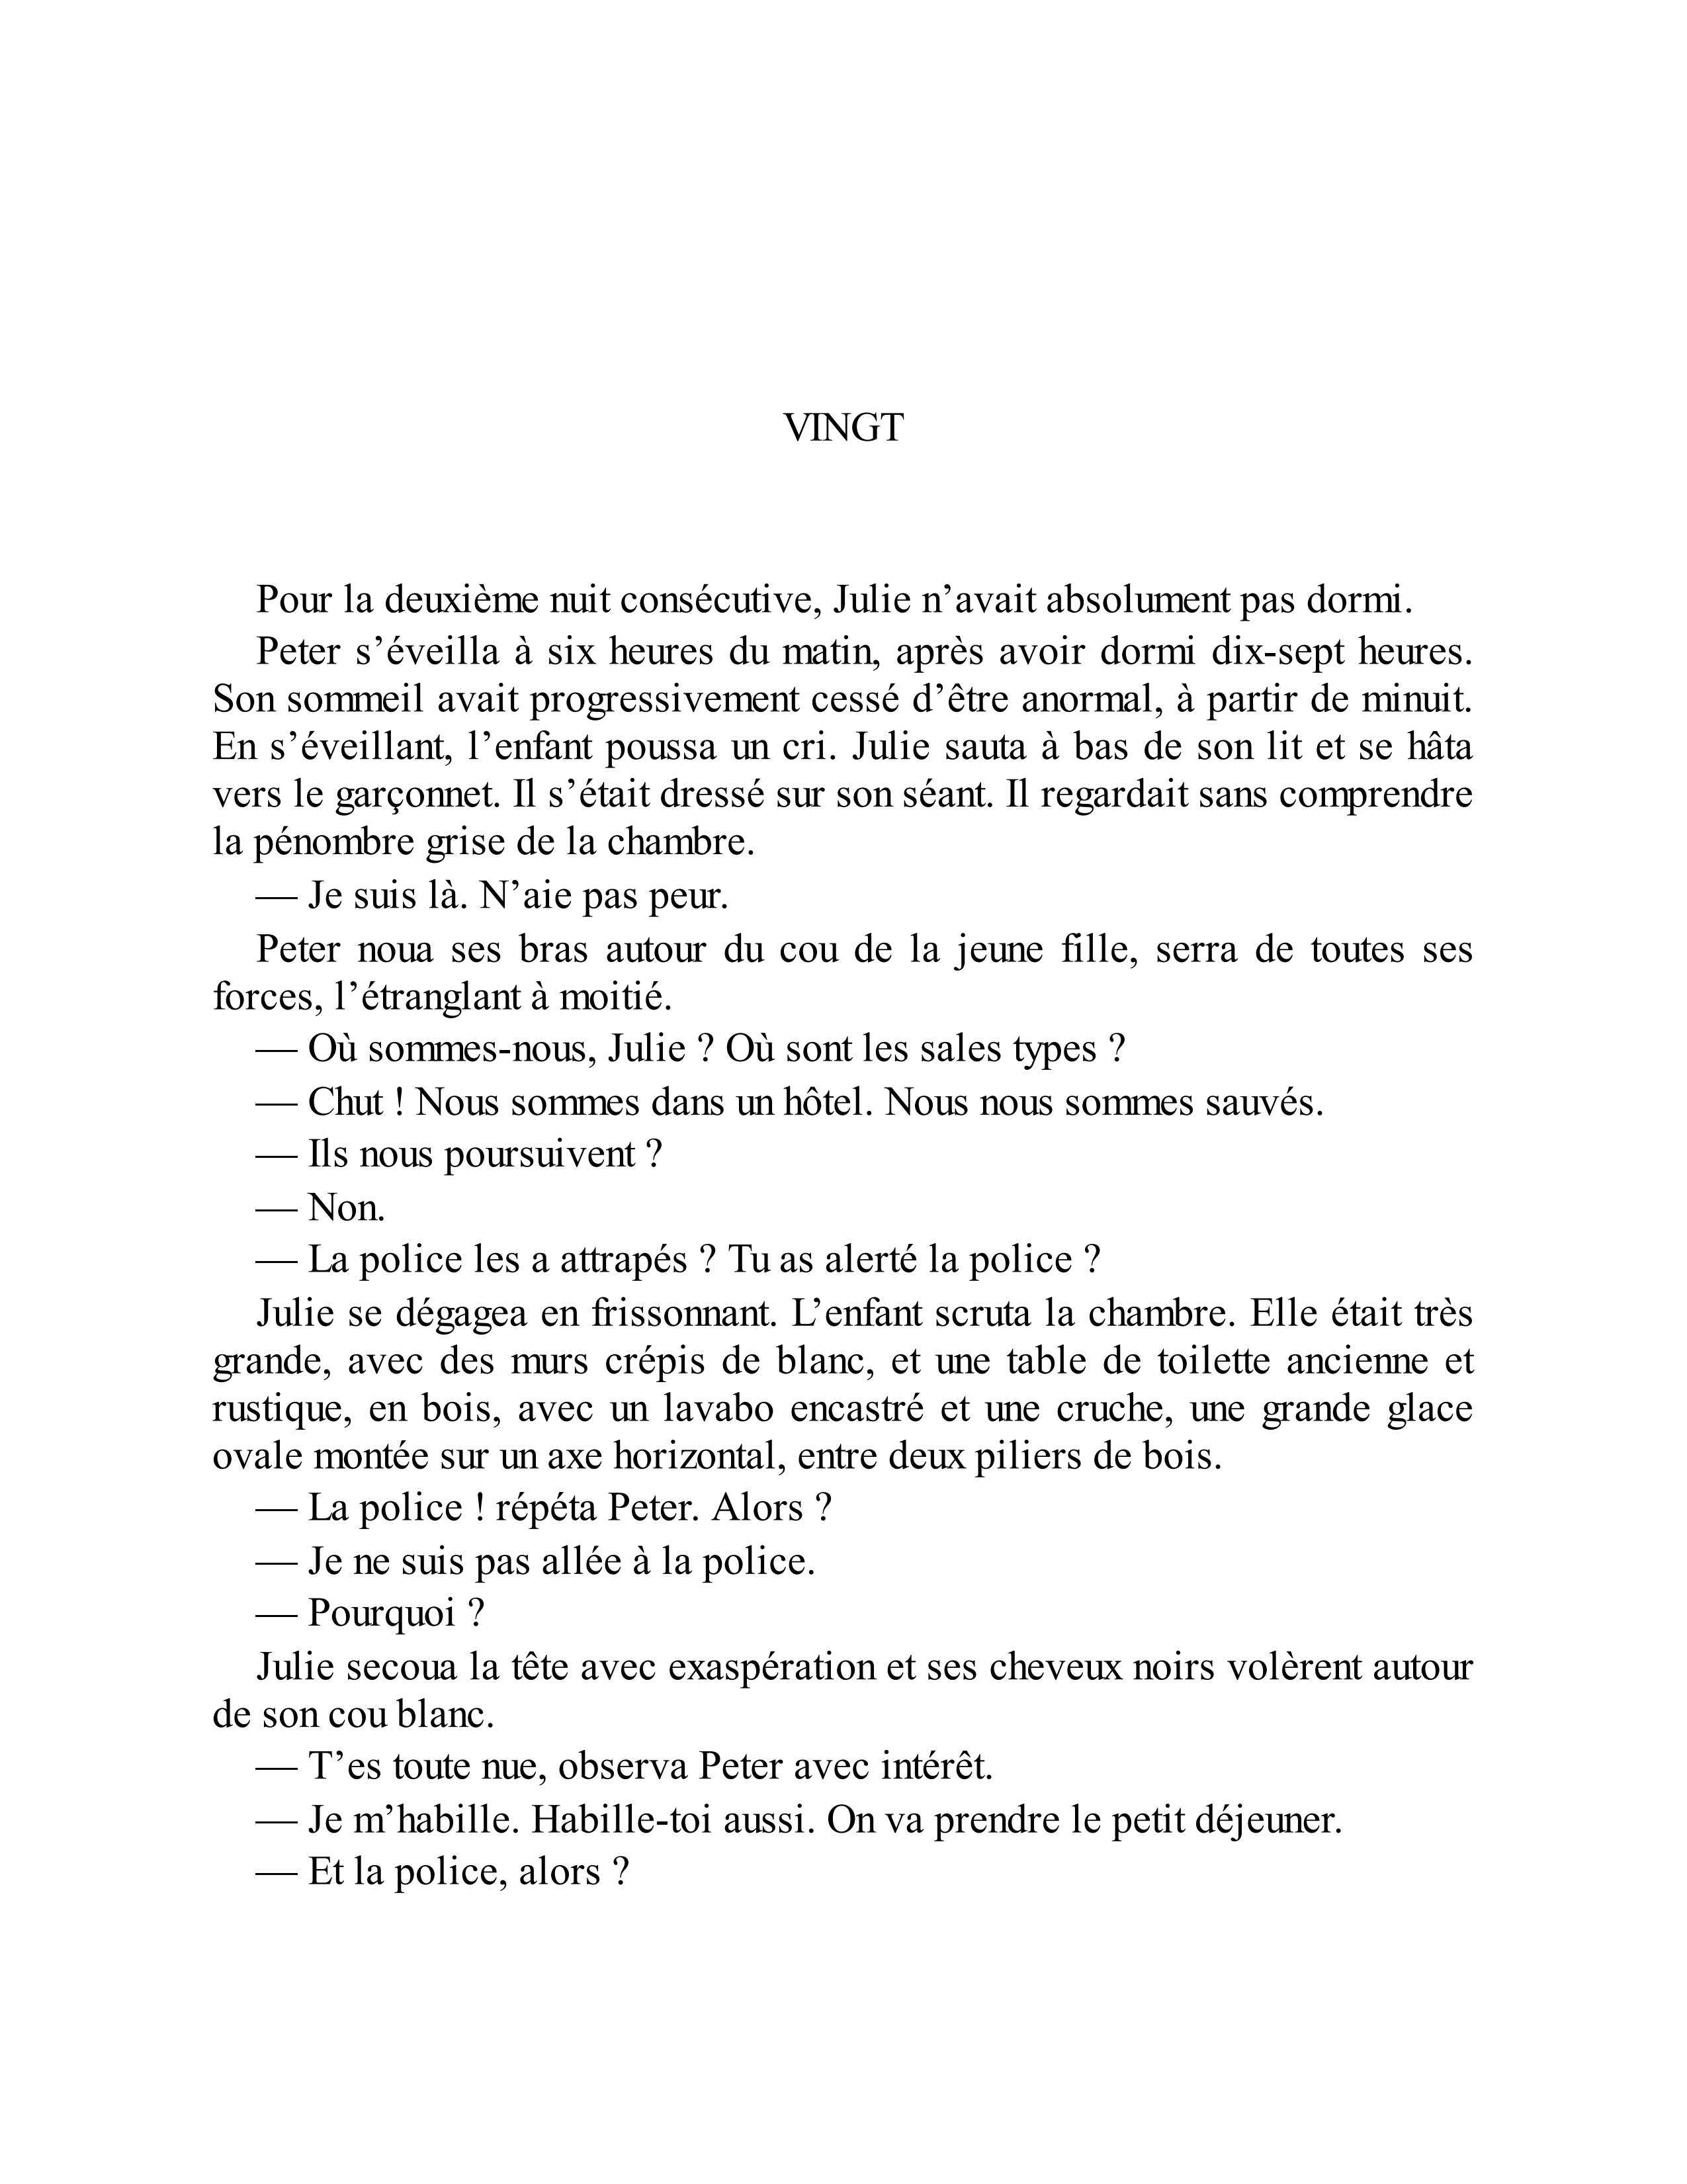 VINGT
Pour la deuxième nuit consécutive, Julie n’avait absolument pas dormi.
Peter s’éveilla à six heures du matin, après avoir dormi dix-sept heures.
Son sommeil avait progressivement cessé d’être anormal, à partir de minuit.
En s’éveillant, l’enfant poussa un cri. Julie sauta à bas de son lit et se hâta
vers le garçonnet. Il s’était dressé sur son séant. Il regardait sans comprendre
la pénombre grise de la chambre.
— Je suis là. N’aie pas peur.
Peter noua ses bras autour du cou de la jeune fille, serra de toutes ses
forces, l’étranglant à moitié.
— Où sommes-nous, Julie ? Où sont les sales types ?
— Chut ! Nous sommes dans un hôtel. Nous nous sommes sauvés.
— Ils nous poursuivent ?
— Non.
— La police les a attrapés ? Tu as alerté la police ?
Julie se dégagea en frissonnant. L’enfant scruta la chambre. Elle était très
grande, avec des murs crépis de blanc, et une table de toilette ancienne et
rustique, en bois, avec un lavabo encastré et une cruche, une grande glace
ovale montée sur un axe horizontal, entre deux piliers de bois.
— La police ! répéta Peter. Alors ?
— Je ne suis pas allée à la police.
— Pourquoi ?
Julie secoua la tête avec exaspération et ses cheveux noirs volèrent autour
de son cou blanc.
— T’es toute nue, observa Peter avec intérêt.
— Je m’habille. Habille-toi aussi. On va prendre le petit déjeuner.
— Et la police, alors ?